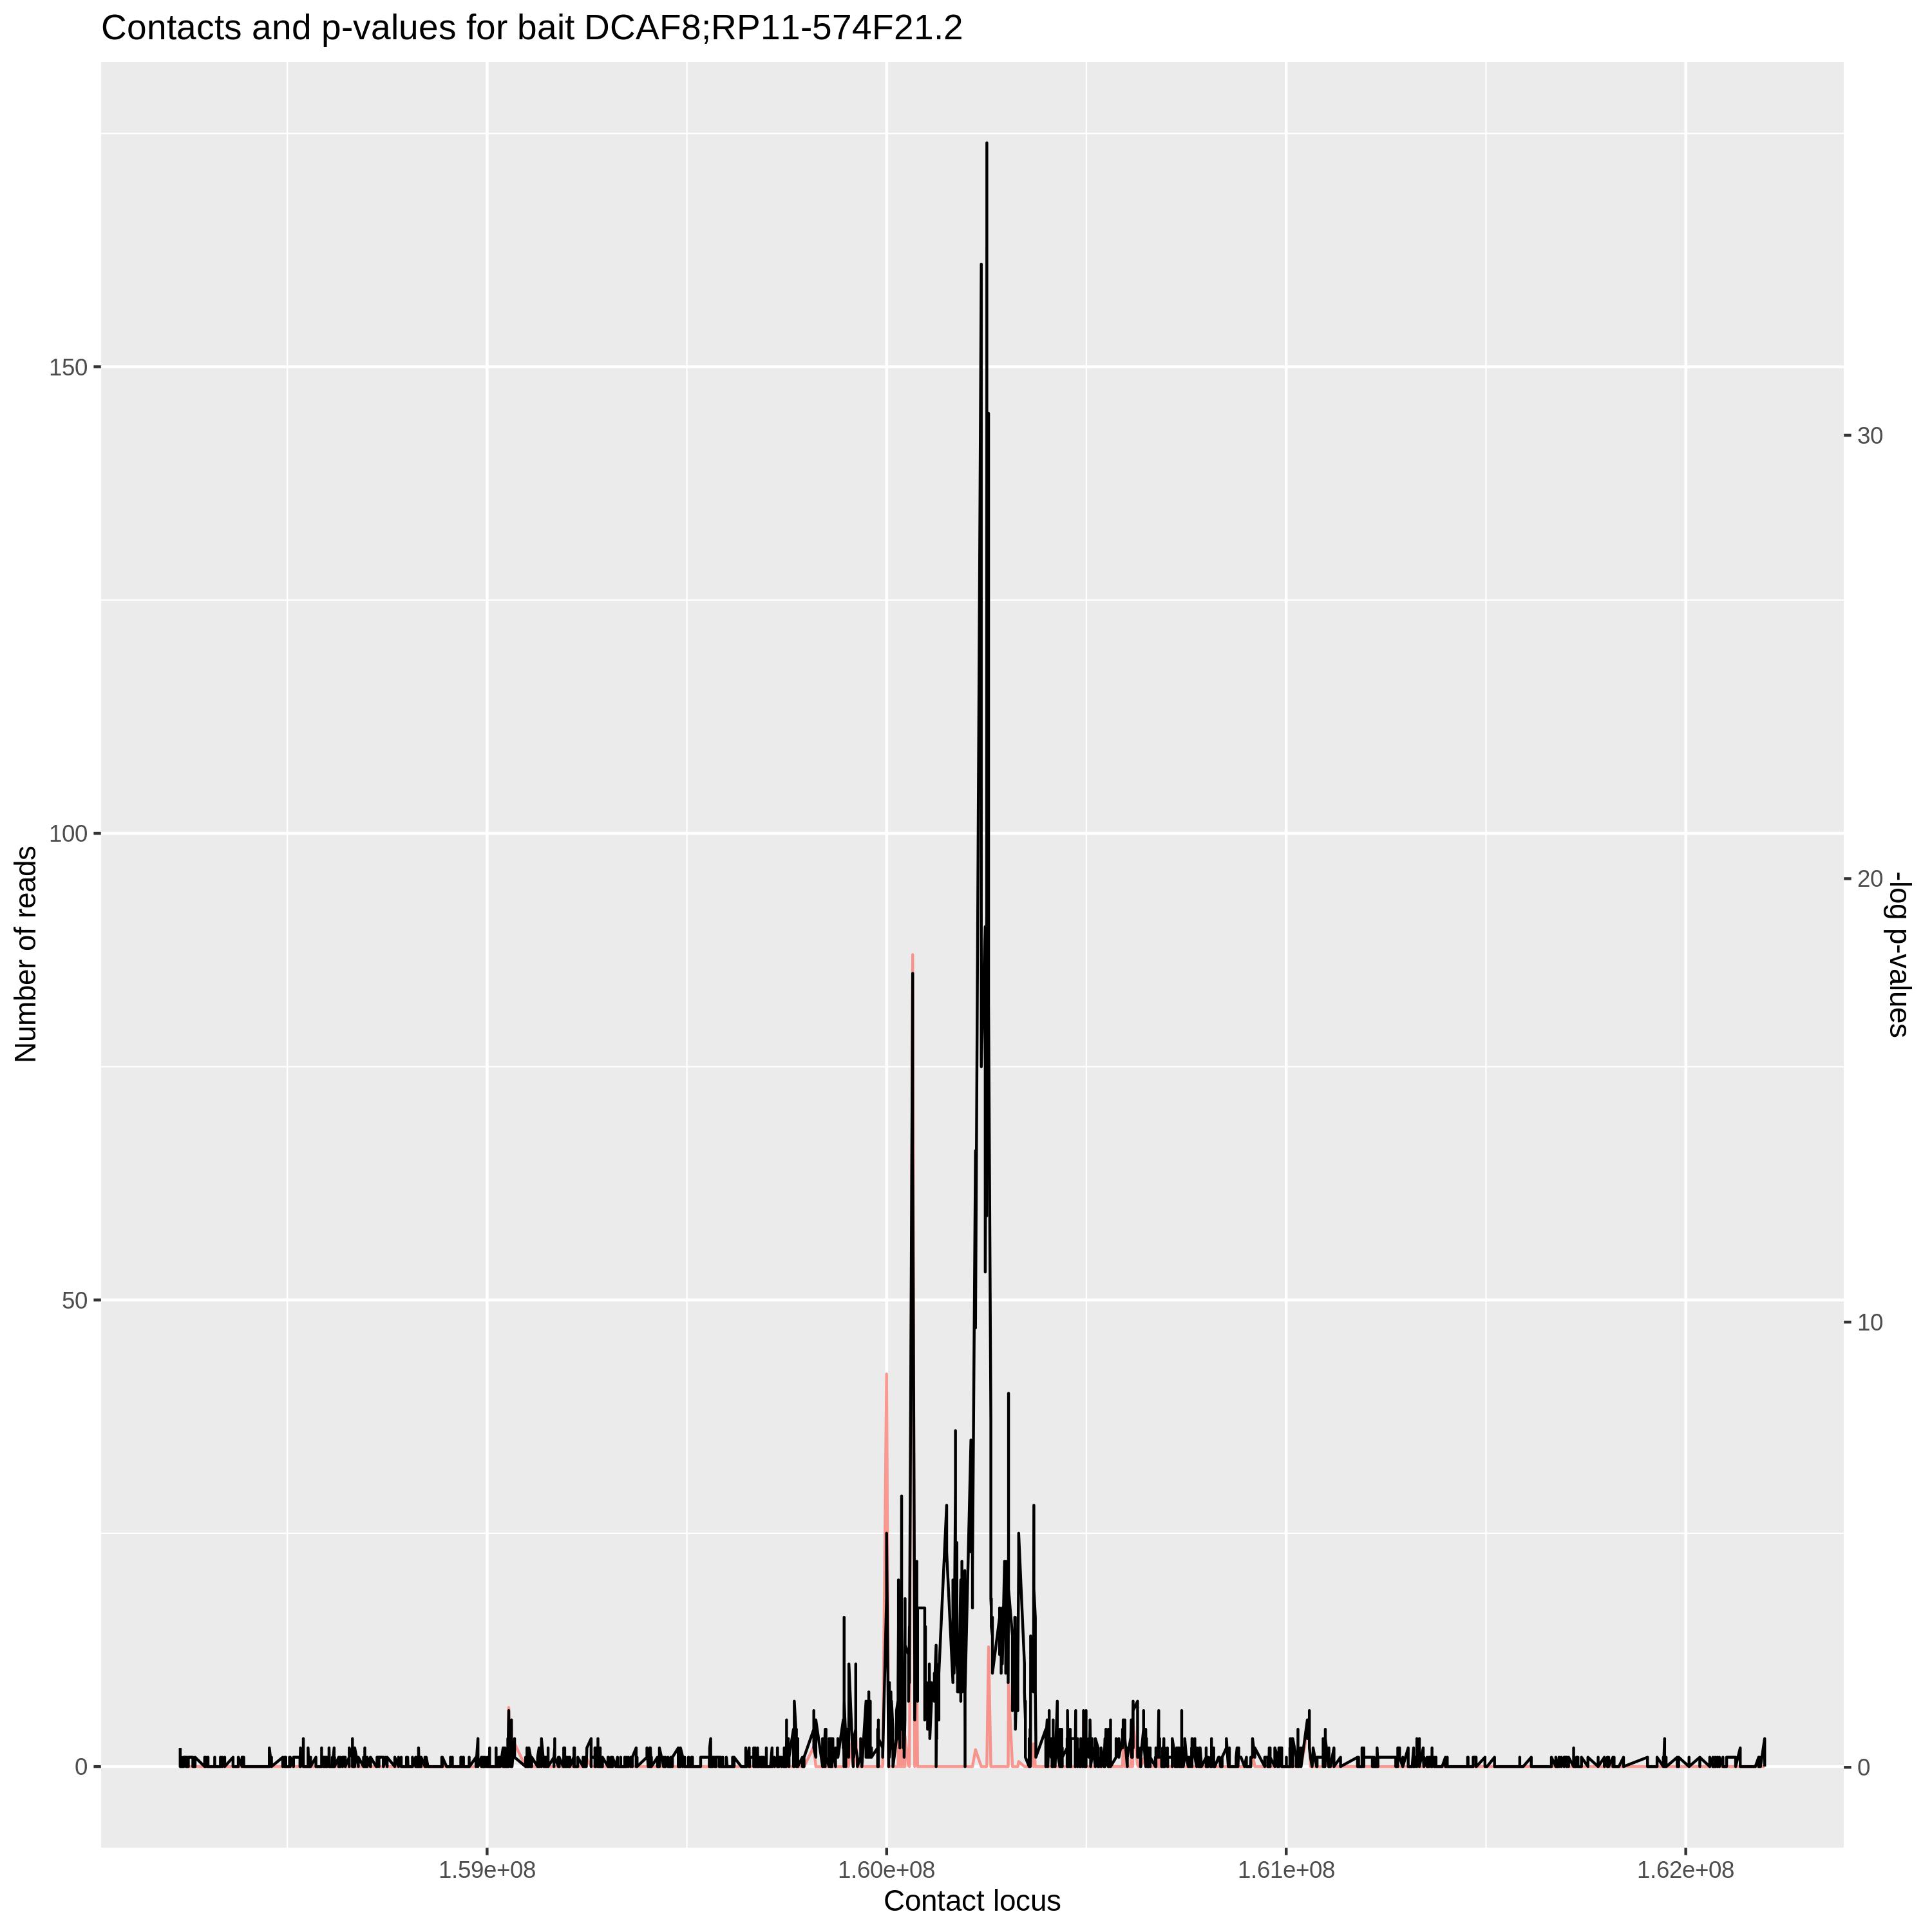 Contacts and p-values for bait DCAF8;RP11-574F21.2
150
100
50
0
Number of reads
30
20
10
0
-log p-values
1.59e+08
1.60e+08
1.61e+08
1.62e+08
Contact locus